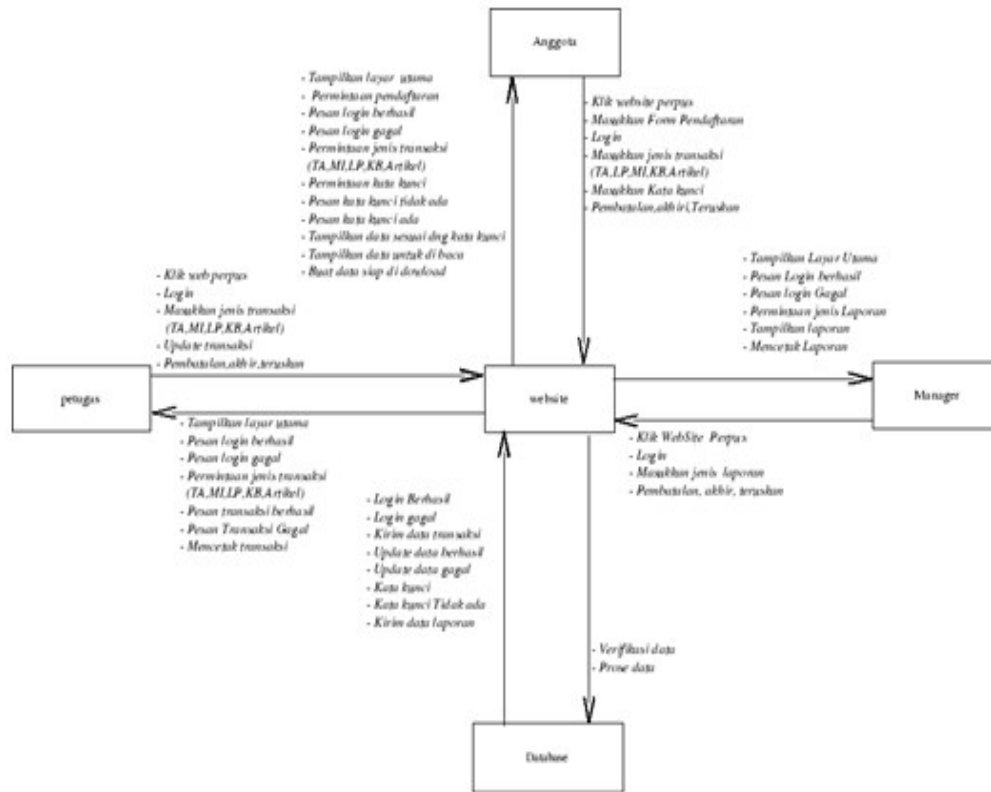 Anggota
- Tampilkan layar utama
- Permintaan pendaftaran
- Pesan login berhasil
- Pesan login gagal
- Permintaan jenis transaksi
(TA,MI,LP,KB,Artikel)
- Permintaan kata kunci
- Pesan kata kunci tidak ada
- Pesan kata kunci ada
- Tampilkan data sesuai dng kata kunci
- Tampilkan data untuk di baca
- Buat data siap di dowload
- Klik website perpus
- Masukkan Form Pendaftaran
- Login
- Masukkan jenis transaksi
(TA,LP,MI,KB,Artikel)
- Masukkan Kata kunci
- Pembatalan,akhiri,Teruskan
- Tampilkan Layar Utama
- Pesan Login berhasil
- Pesan login Gagal
- Permintaan jenis Laporan
- Tampilkan laporan
- Mencetak Laporan
- Klik web perpus
- Login
- Masukkan jenis transaksi
(TA,MI,LP,KB,Artikel)
- Update transaksi
- Pembatalan,akhir,teruskan
petugas
website
Manager
- Tampilkan layar utama
- Pesan login berhasil
- Pesan login gagal
- Permintaan jenis transaksi
(TA,MI,LP,KB,Artikel)
- Pesan transaksi berhasil
- Pesan Transaksi Gagal
- Mencetak transaksi
- Klik WebSite Perpus
- Login
- Masukkan jenis laporan
- Pembatalan, akhir, teruskan
- Login Berhasil
- Login gagal
- Kirim data transaksi
- Update data berhasil
- Update data gagal
- Kata kunci
- Kata kunci Tidak ada
- Kirim data laporan
- Verifikasi data
- Prose data
Database